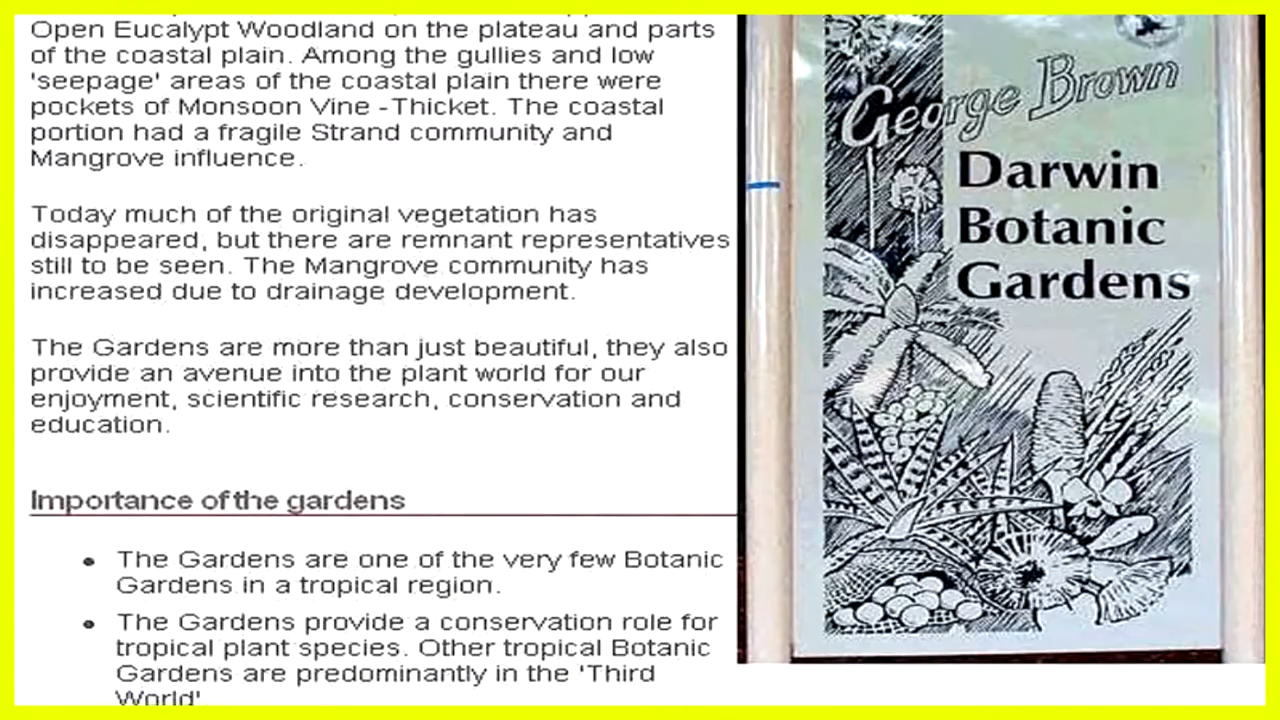 Open Eucalypt Woodland on the plateau and parts
of the coastal plain. Among the gullies and low
'seepage' areas of the coastal plain there were
pockets of Monsoon Vine -Thicket. The coastal
portion had a fragile Strand community and
Mangrove influence.
Today much of the original vegetation has
disappeared, but there are remnant representatives
still to be seen. The Mangrove community has
increased due to drainage development.
The Gardens are more than just beautiful, they also
provide an avenue into the plant world for our
enjoyment, scientific research, conservation and
education.
Importance of the gardens
• The Gardens are one of the very few Botanic
Gardens in a tropical region.
• The Gardens provide a conservation role for
tropical plant species. Other tropical Botanic
Gardens are predominantly in the 'Third
World'.
George Brown
Darwin
Botanic
Gardens